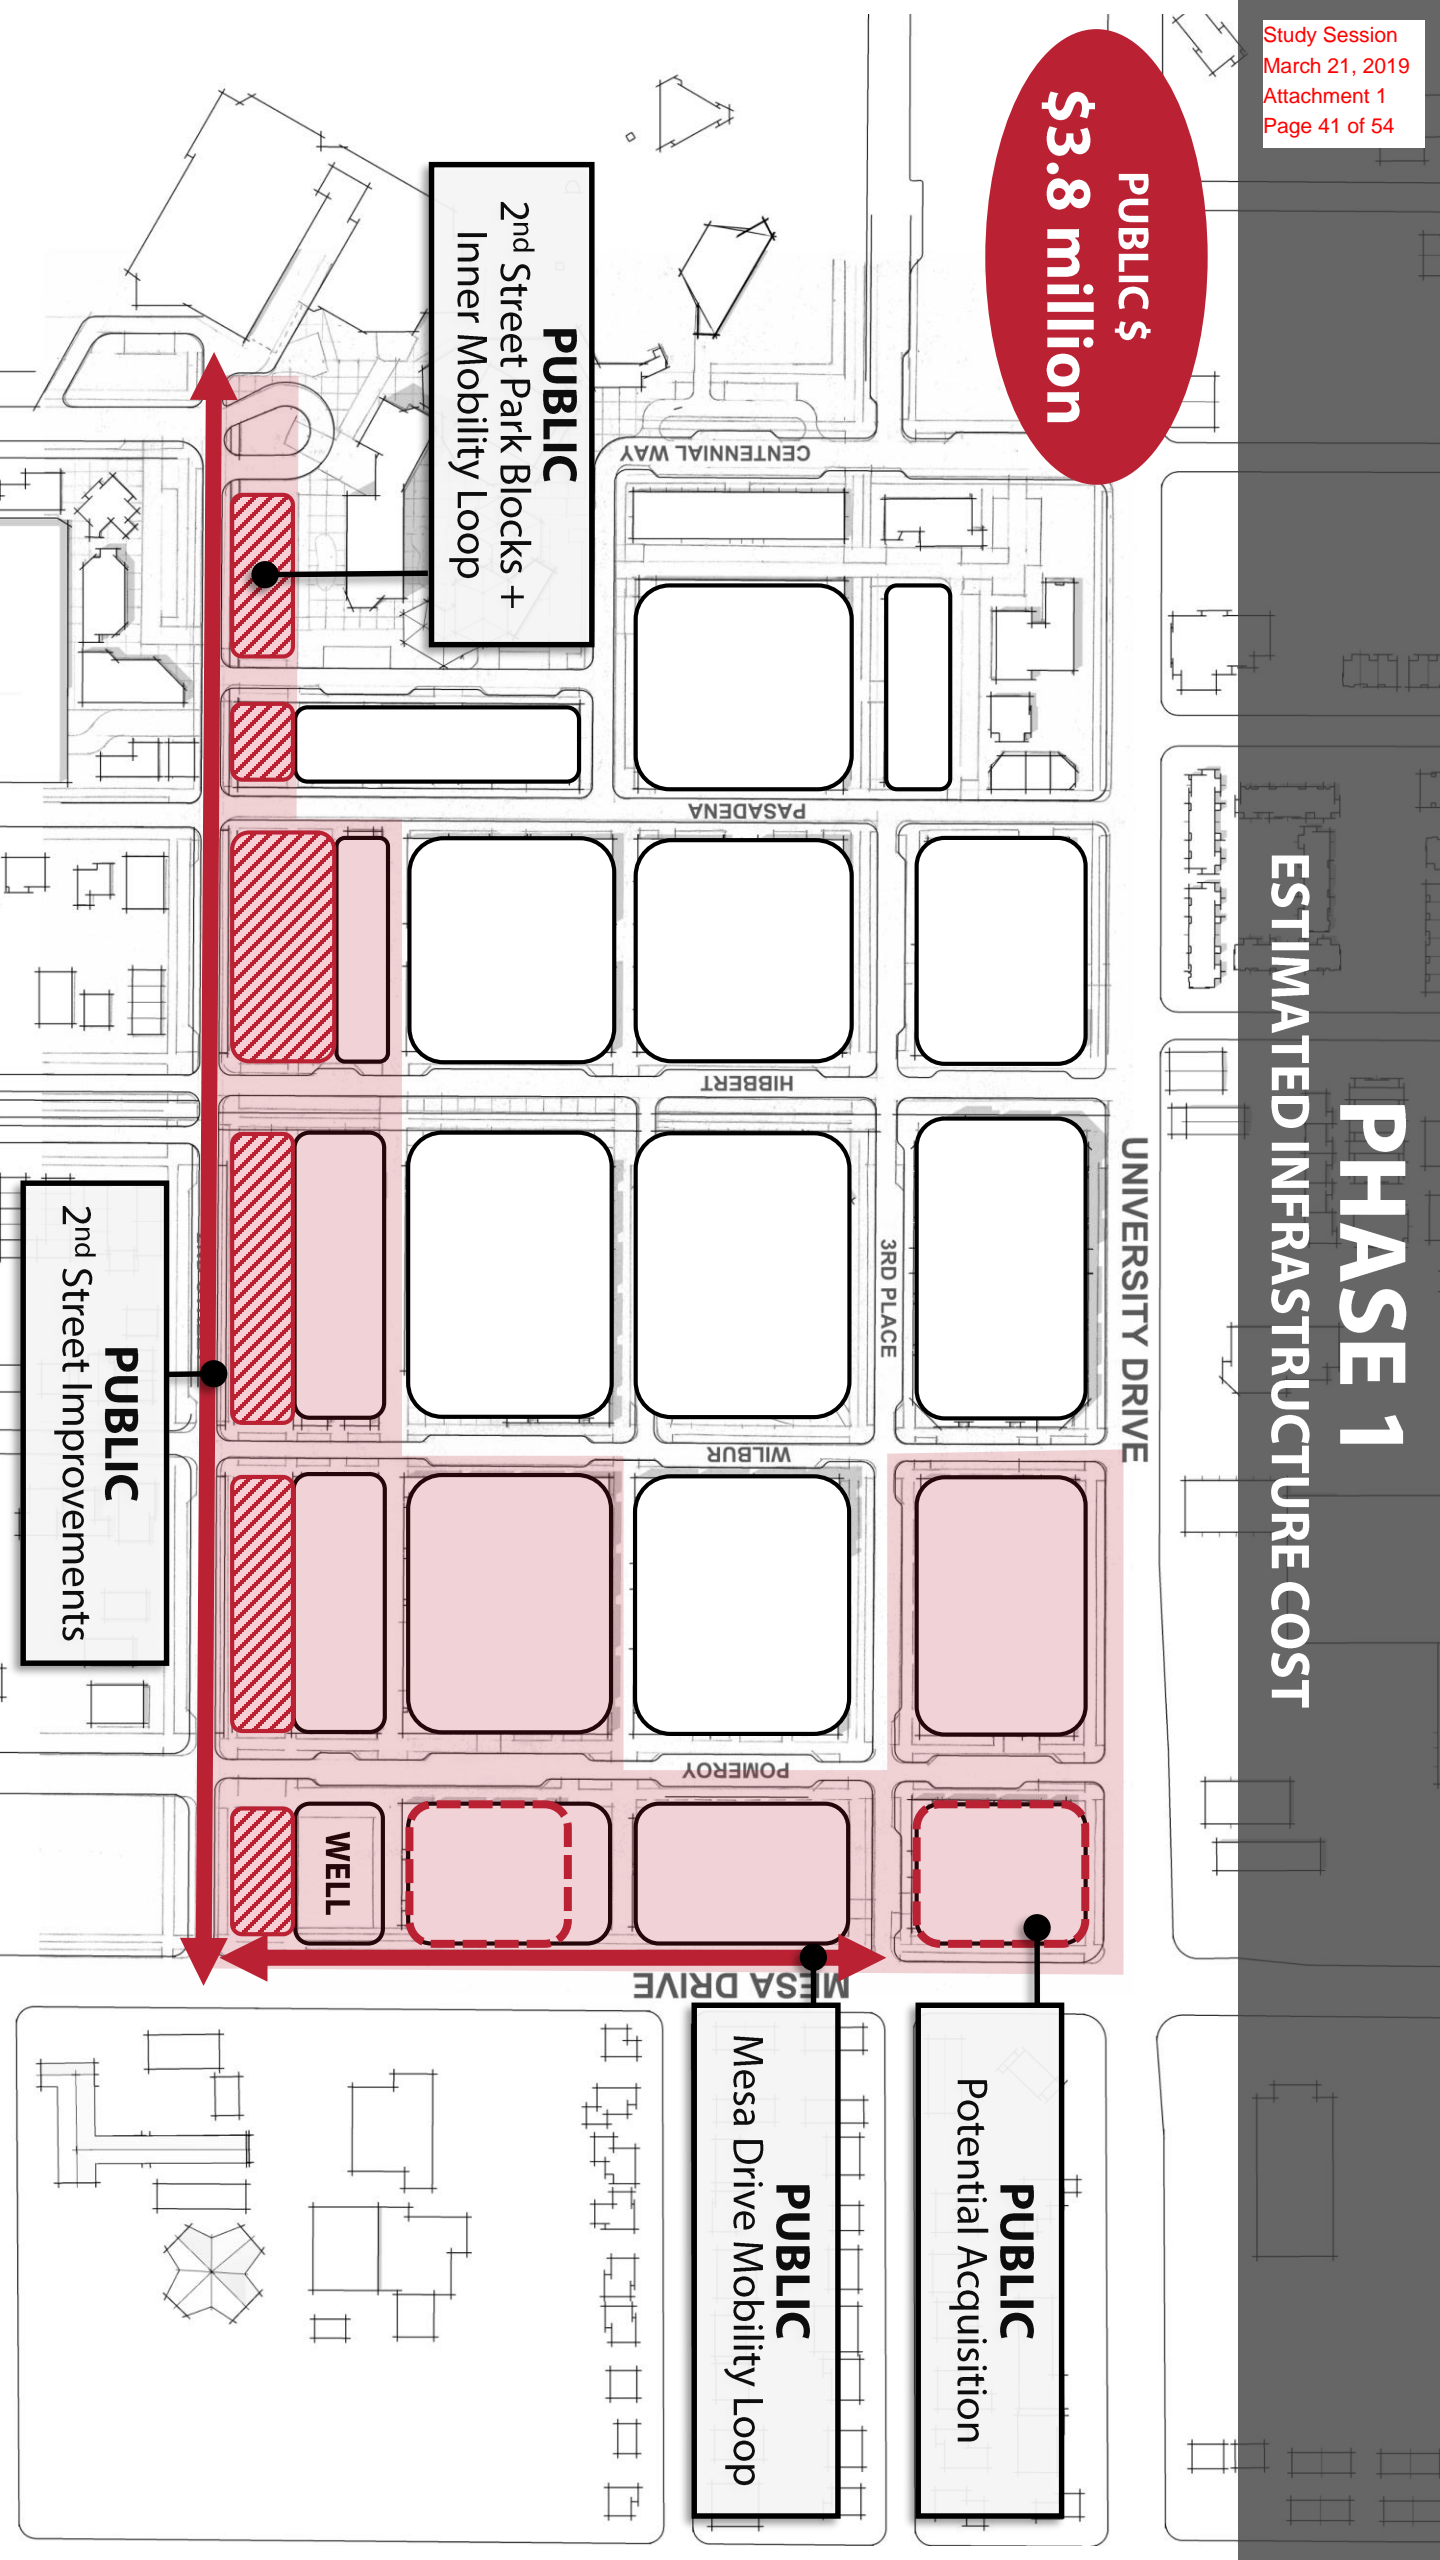 Study Session
March 21, 2019
Attachment 1
Page 41 of 54
PHASE 1
ESTIMATED INFRASTRUCTURE COST
PUBLIC $
$3.8 million
UNIVERSITY DRIVE
3RD PLACE
CENTENNIAL WAY
PASADENA
HIBBERT
WILBUR
POMEROY
MESA DRIVE
PUBLIC
2nd Street Park Blocks +
Inner Mobility Loop
PUBLIC
Potential Acquisition
PUBLIC
Mesa Drive Mobility Loop
WELL
PUBLIC
2nd Street Improvements